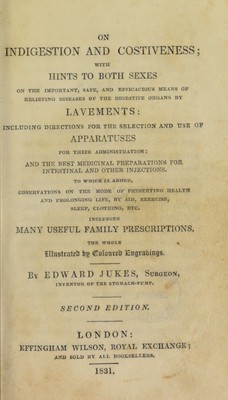 ON
INDIGESTION AND COSTIVENESS;
WITH
HINTS TO BOTH SEXES
ON THE IMPORTANT, SAFE, AND EFFICACIOUS MEANS OF
RELIEVING DISEASES OF THE DIGESTIVE ORGANS BY
LAVEMENTS:
INCLUDING DIRECTIONS FOR THE SELECTION AND USE OF
APPARATUSES
FOR THEIR ADMINISTRATION;
AND THE BEST MEDICINAL PREPARATIONS FOR
INTESTINAL AND OTHER INJECTIONS.
TO WHICH IS ADDED,
OBSERVATIONS ON THE MODE OF PRESERVING HEALTH
AND PROLONGING LIFE, BY AIR, EXERCISE,
SLEEP, CLOTHING, ETC.
INCLUDING
MANY USEFUL FAMILY PRESCRIPTIONS.
THE WHOLE
Illustrated by Coloured Engravings.
BY EDWARD JUKES, SURGEON,
INVENTOR OF THE STOMACH-PUMP.
SECOND EDITION.
LONDON:
EFFINGHAM WILSON, ROYAL EXCHANGE;
AND SOLD BY ALL BOOKSELLERS.
1831.